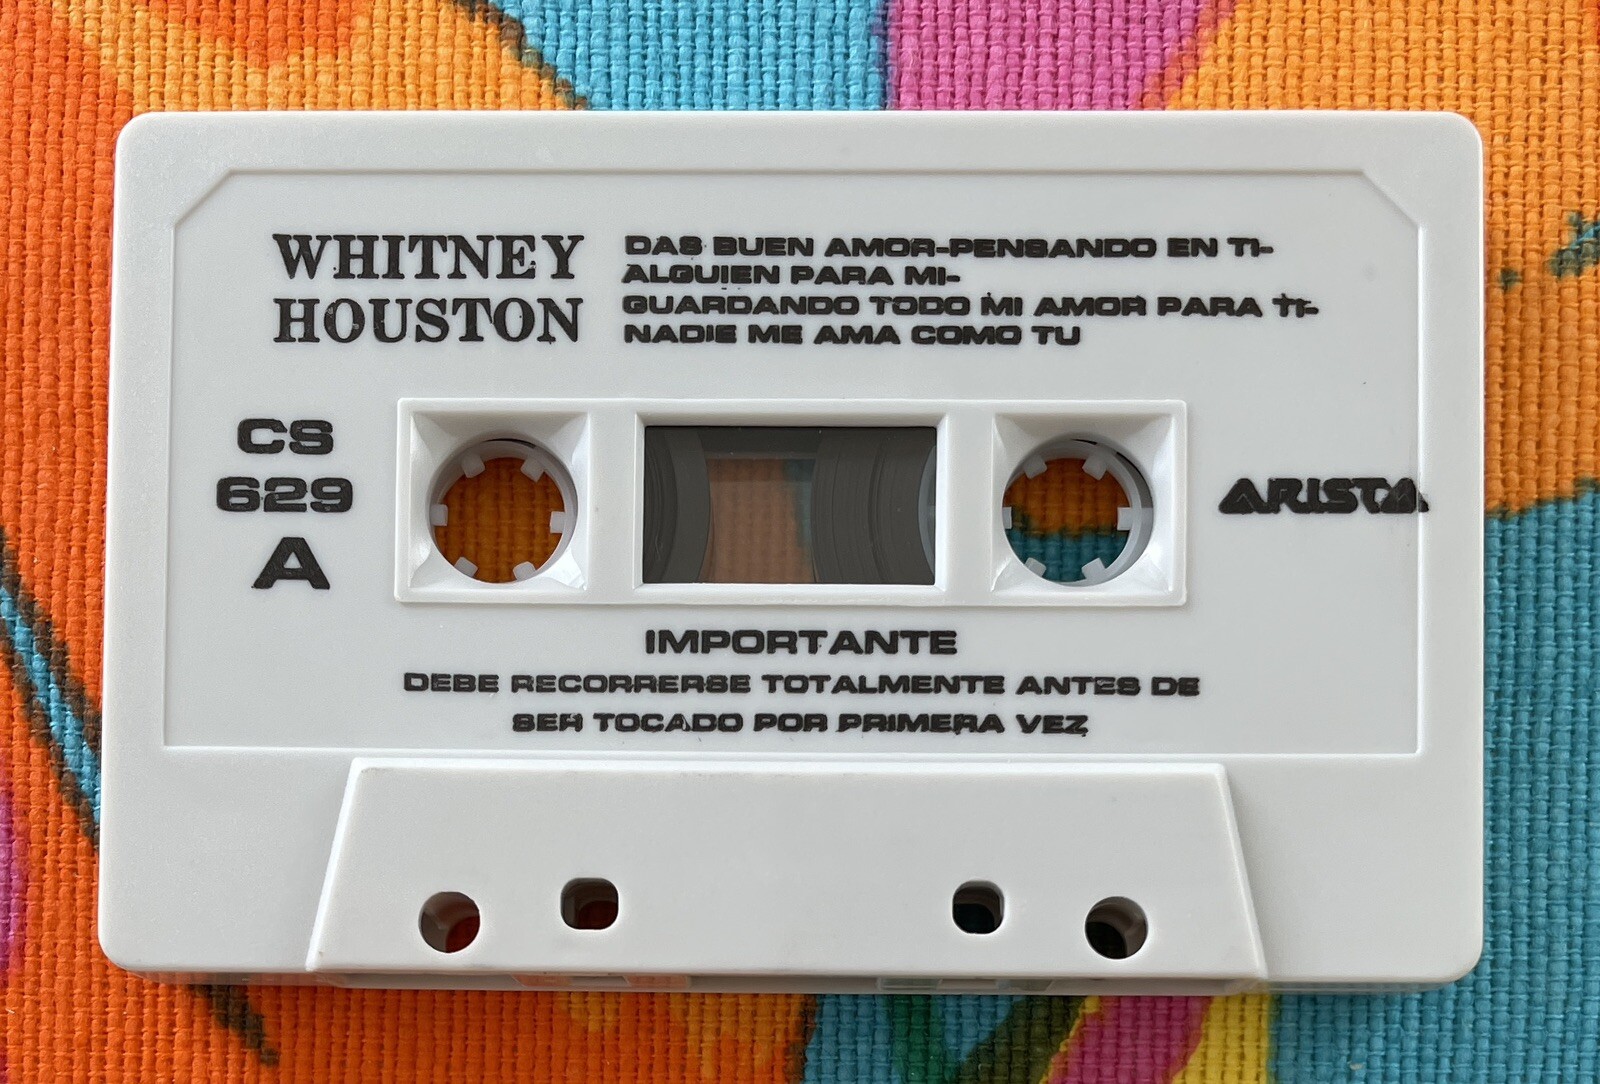 WHITNEY
HOUSTON
DAS BUEN AMOR-PENSANDO EN TI-
ALGUIEN PARA MI-
GUARDANDO TODO MI AMOR PARA TI-
NADIE ME AMA COMO TU
CS
629
A
ARISTA
IMPORTANTE
DEBE RECORRERSE TOTALMENTE ANTES DE
SER TOCADO POR PRIMERA VEZ